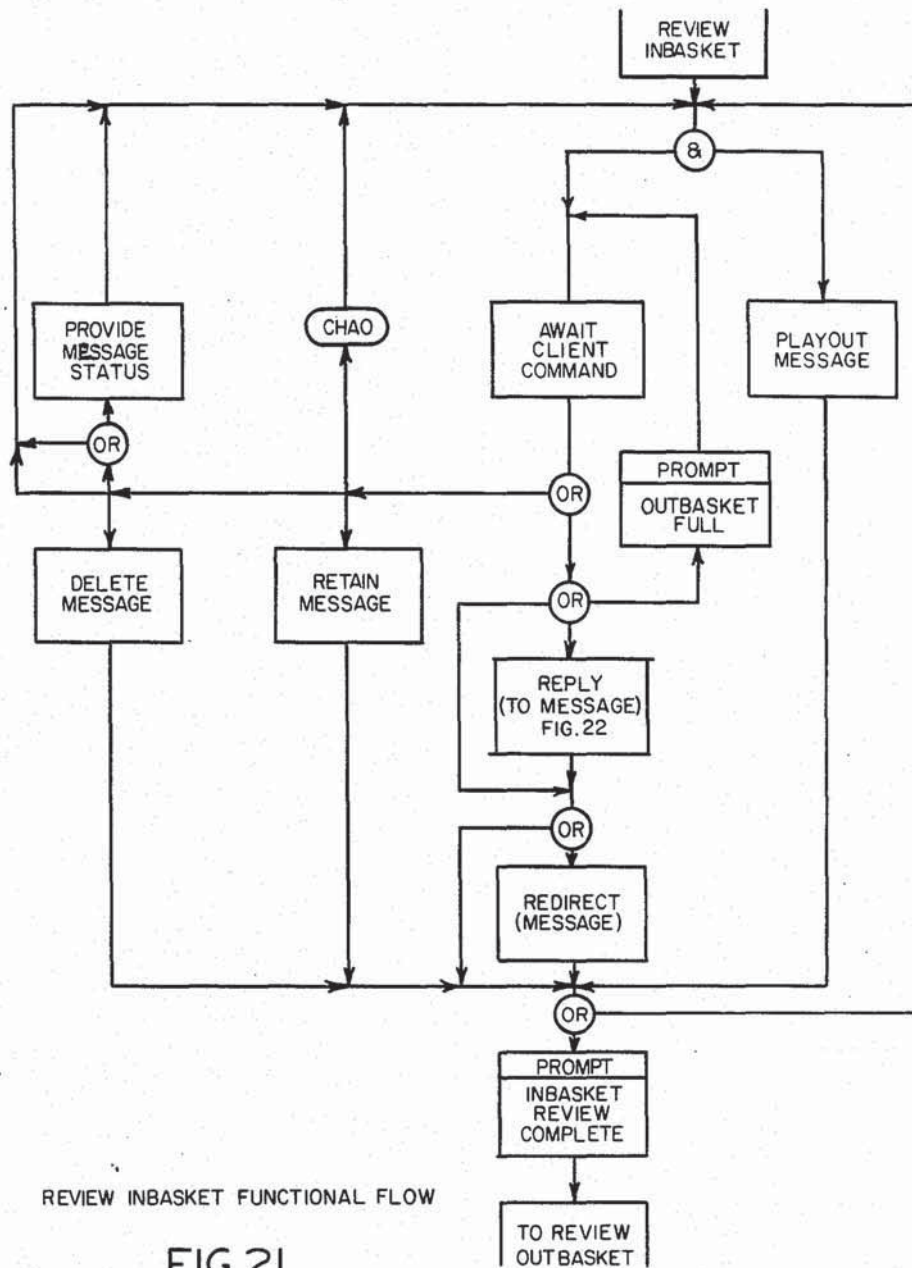 REVIEW
INBASKET
&
PROVIDE
MESSAGE
STATUS
CHAO
AWAIT
CLIENT
COMMAND
PLAYOUT
MESSAGE
OR
PROMPT
OUTBASKET
FULL
OR
DELETE
MESSAGE
RETAIN
MESSAGE
OR
REPLY
(TO MESSAGE)
FIG. 22
OR
REDIRECT
(MESSAGE)
OR
PROMPT
INBASKET
REVIEW
COMPLETE
REVIEW INBASKET FUNCTIONAL FLOW
TO REVIEW
OUTBASKET
FIG. 21